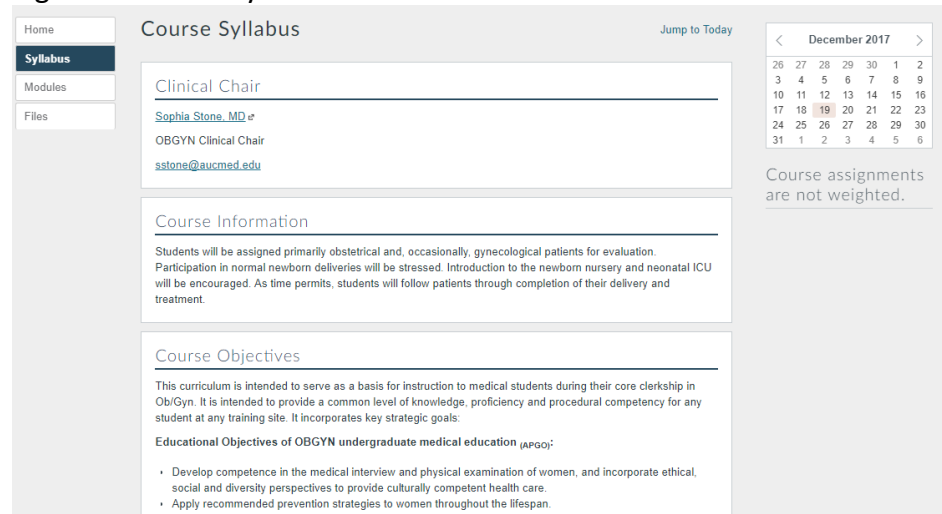 Home
Syllabus
Modules
Files
Course Syllabus
Jump to Today
Clinical Chair
Sophia Stone, MD
OBGYN Clinical Chair
sstone@aucmed.edu
Course Information
Students will be assigned primarily obstetrical and, occasionally, gynecological patients for evaluation.
Participation in normal newborn deliveries will be stressed. Introduction to the newborn nursery and neonatal ICU
will be encouraged. As time permits, students will follow patients through completion of their delivery and
treatment.
Course Objectives
This curriculum is intended to serve as a basis for instruction to medical students during their core clerkship in
Ob/Gyn. It is intended to provide a common level of knowledge, proficiency and procedural competency for any
student at any training site. It incorporates key strategic goals:
Educational Objectives of OBGYN undergraduate medical education (APGO):
• Develop competence in the medical interview and physical examination of women, and incorporate ethical,
social and diversity perspectives to provide culturally competent health care.
• Apply recommended prevention strategies to women throughout the lifespan.
< December 2017 >
26 27 28 29 30 1 2
3 4 5 6 7 8 9
10 11 12 13 14 15 16
17 18 19 20 21 22 23
24 25 26 27 28 29 30
31 1 2 3 4 5 6
Course assignments
are not weighted.